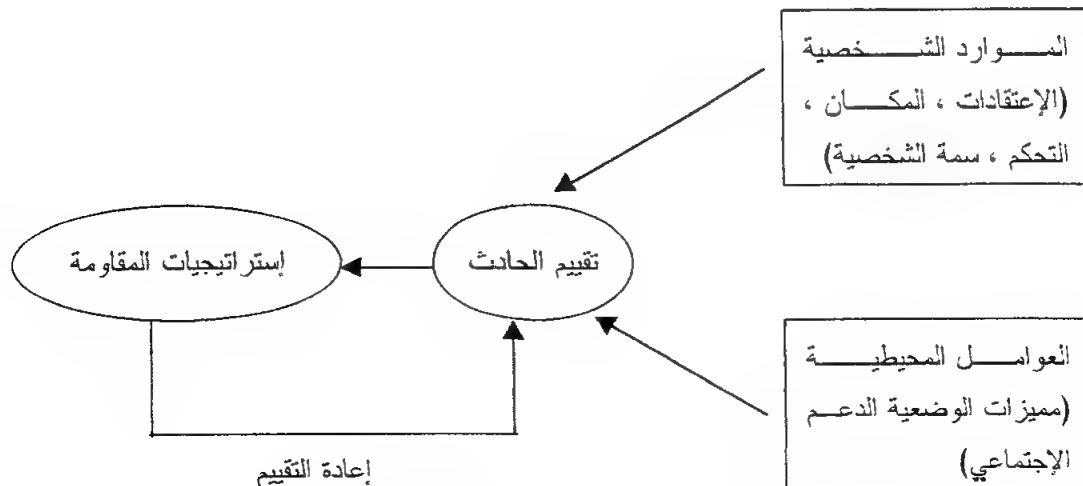 الموارد الشخصية
(الإعتقادات ، المكان ،
التحكم ، سمة الشخصية)
تقييم الحادث
إستراتيجيات المقاومة
العوامل المحيطية
(مميزات الوضعية الدعم
الإجتماعي)
إعادة التقييم